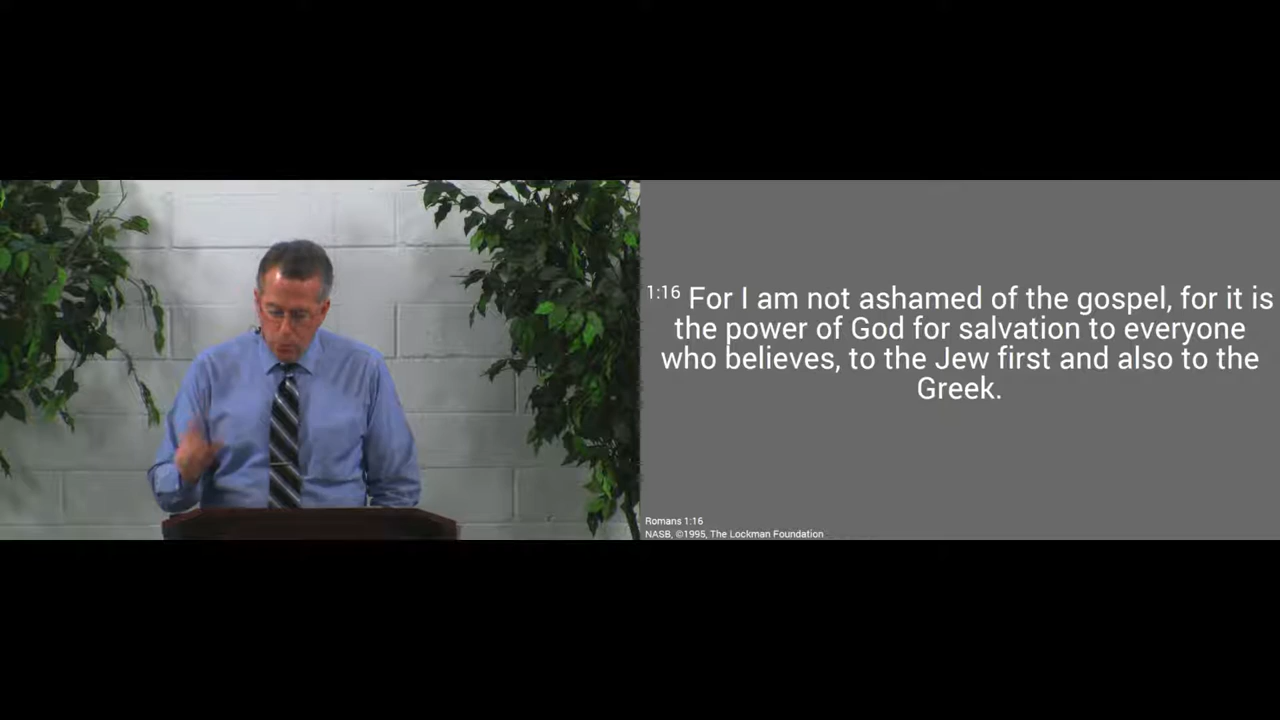 1:16 For I am not ashamed of the gospel, for it is
the power of God for salvation to everyone
who believes, to the Jew first and also to the
Greek.
Romans 1:16
NASB, ©1995, The Lockman Foundation